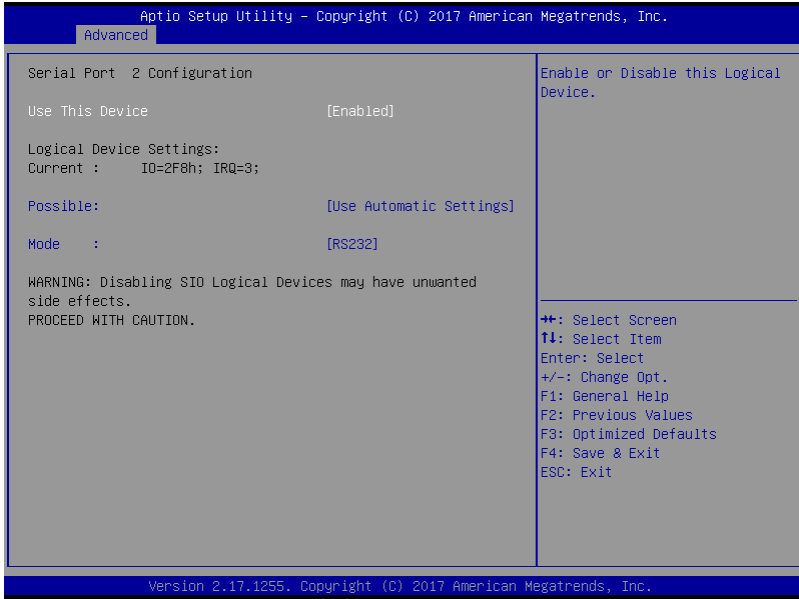 Aptio Setup Utility – Copyright (C) 2017 American Megatrends, Inc.
Advanced
Serial Port  2 Configuration
Use This Device [Enabled]
Logical Device Settings:
Current :     IO=2F8h; IRQ=3;
Possible: [Use Automatic Settings]
Mode    : [RS232]
WARNING: Disabling SIO Logical Devices may have unwanted
side effects.
PROCEED WITH CAUTION.
Enable or Disable this Logical
Device.
→←: Select Screen
↑↓: Select Item
Enter: Select
+/-: Change Opt.
F1: General Help
F2: Previous Values
F3: Optimized Defaults
F4: Save & Exit
ESC: Exit
Version 2.17.1255. Copyright (C) 2017 American Megatrends, Inc.